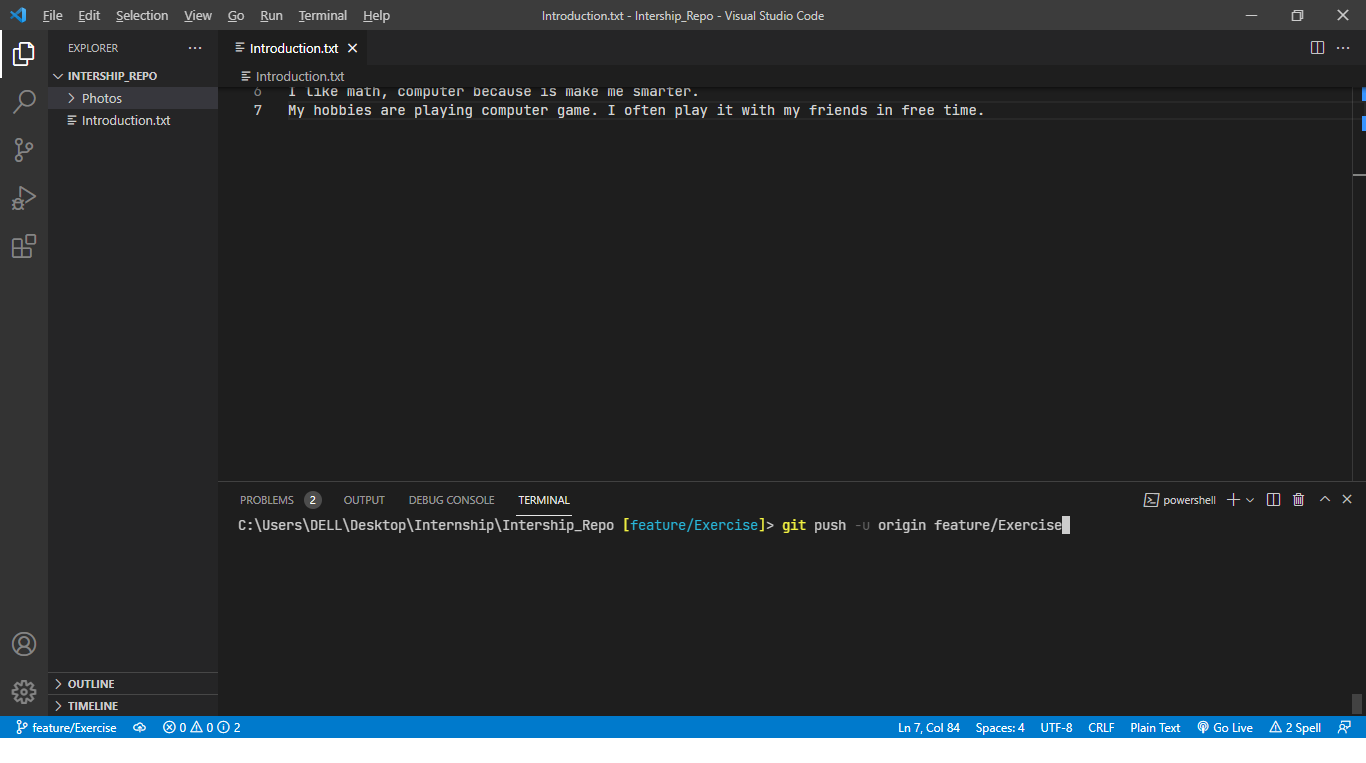 File Edit Selection View Go Run Terminal Help Introduction.txt - Intership_Repo - Visual Studio Code
EXPLORER
INTERSHIP_REPO
Photos
Introduction.txt
Introduction.txt
Introduction.txt
6 I like math, computer because is make me smarter.
7 My hobbies are playing computer game. I often play it with my friends in free time.
PROBLEMS 2 OUTPUT DEBUG CONSOLE TERMINAL powershell
C:\Users\DELL\Desktop\Internship\Intership_Repo [feature/Exercise]> git push -u origin feature/Exercise
OUTLINE
TIMELINE
feature/Exercise 0 0 2 Ln 7, Col 84 Spaces: 4 UTF-8 CRLF Plain Text Go Live 2 Spell